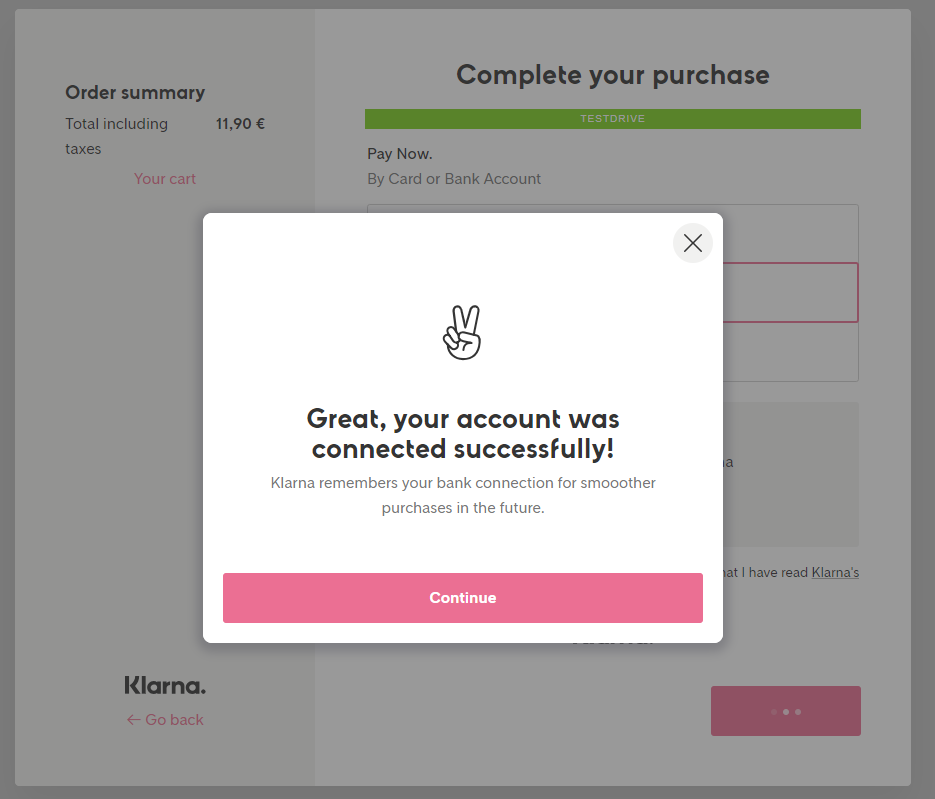 Order summary
Total including taxes
11,90 €
Your cart
Klarna.
← Go back
Complete your purchase
TESTDRIVE
Pay Now.
By Card or Bank Account
Great, your account was
connected successfully!
Klarna remembers your bank connection for smooother
purchases in the future.
Continue
I have read Klarna's